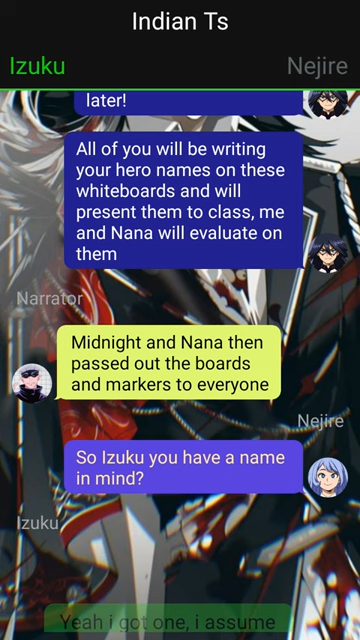 Indian Ts
Izuku
Nejire
later!
All of you will be writing
your hero names on these
whiteboards and will
present them to class, me
and Nana will evaluate on
them
Narrator
Midnight and Nana then
passed out the boards
and markers to everyone
Nejire
So Izuku you have a name
in mind?
Izuku
Yeah i got one, i assume